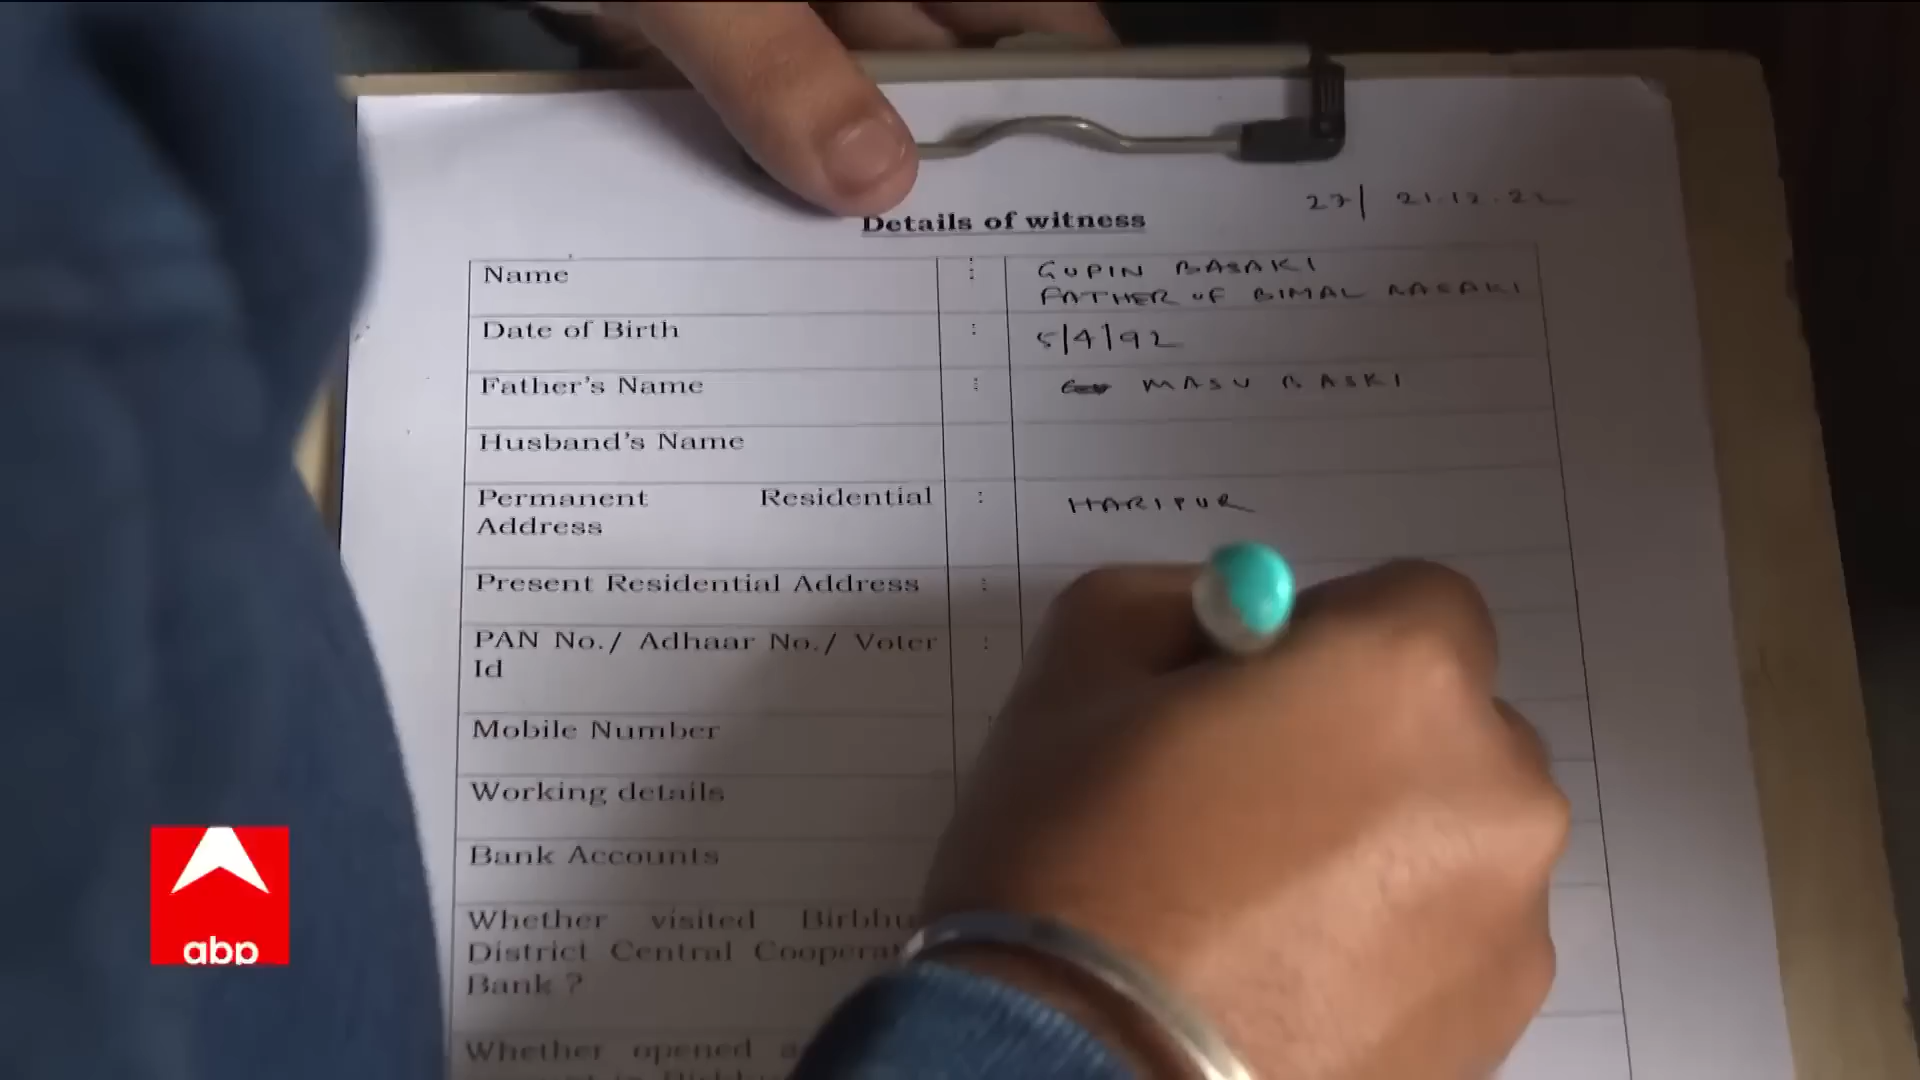 Details of witness
27| 21.12.22
Name : GUPIN BASAKI
FATHER OF BIMAL BASAKI
Date of Birth : 5|4|92
Father's Name : MASU BASKI
Husband's Name
Permanent Residential : HARIPUR
Address
Present Residential Address :
PAN No./ Adhaar No./ Voter :
Id
Mobile Number
Working details
Bank Accounts
Whether visited
District Central
Bank ?
Whether opened
abp